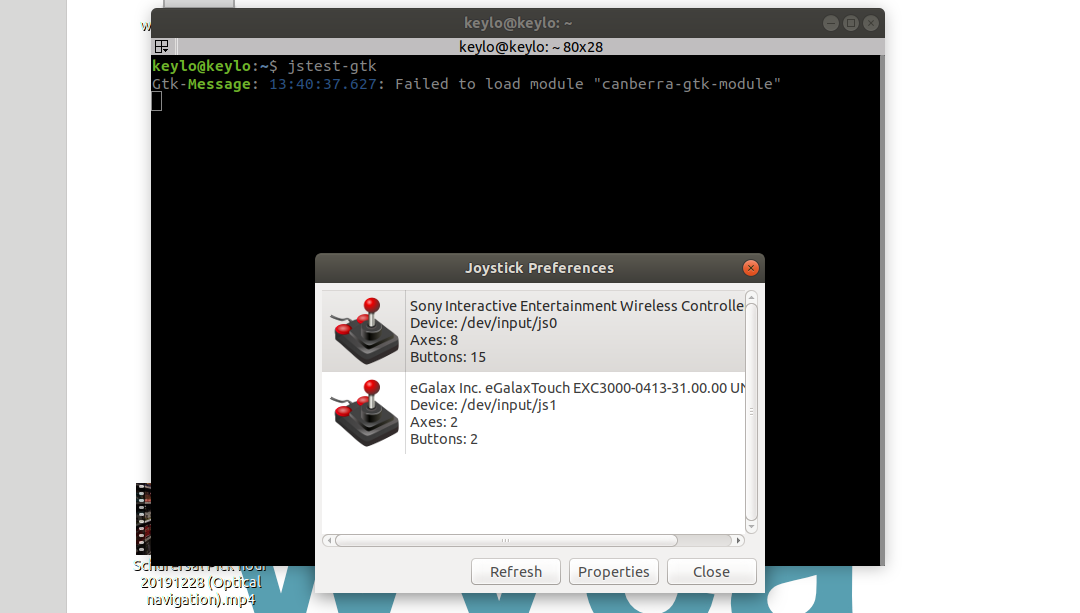 w
keylo@keylo: ~
keylo@keylo: ~ 80x28
keylo@keylo:~$ jstest-gtk
Gtk-Message: 13:40:37.627: Failed to load module "canberra-gtk-module"
Joystick Preferences
Sony Interactive Entertainment Wireless Controlle
Device: /dev/input/js0
Axes: 8
Buttons: 15
eGalax Inc. eGalaxTouch EXC3000-0413-31.00.00 UN
Device: /dev/input/js1
Axes: 2
Buttons: 2
Refresh Properties Close
20191228 (Optical
navigation).mp4